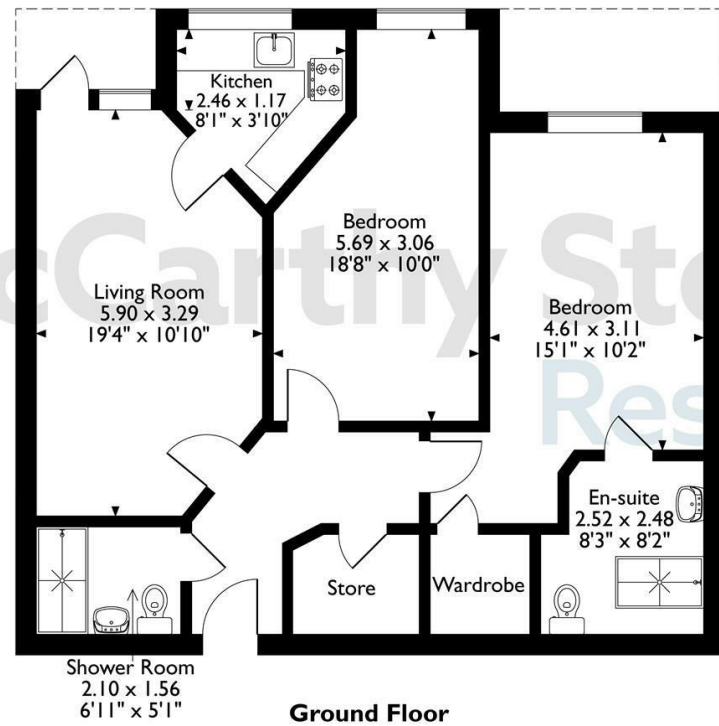 Kitchen
2.46 x 1.17
8'1" x 3'10"
Bedroom
5.69 x 3.06
18'8" x 10'0"
Living Room
5.90 x 3.29
19'4" x 10'10"
Bedroom
4.61 x 3.11
15'1" x 10'2"
cCarthy Sto
Res
En-suite
2.52 x 2.48
8'3" x 8'2"
Store
Wardrobe
Shower Room
2.10 x 1.56
6'11" x 5'1"
Ground Floor